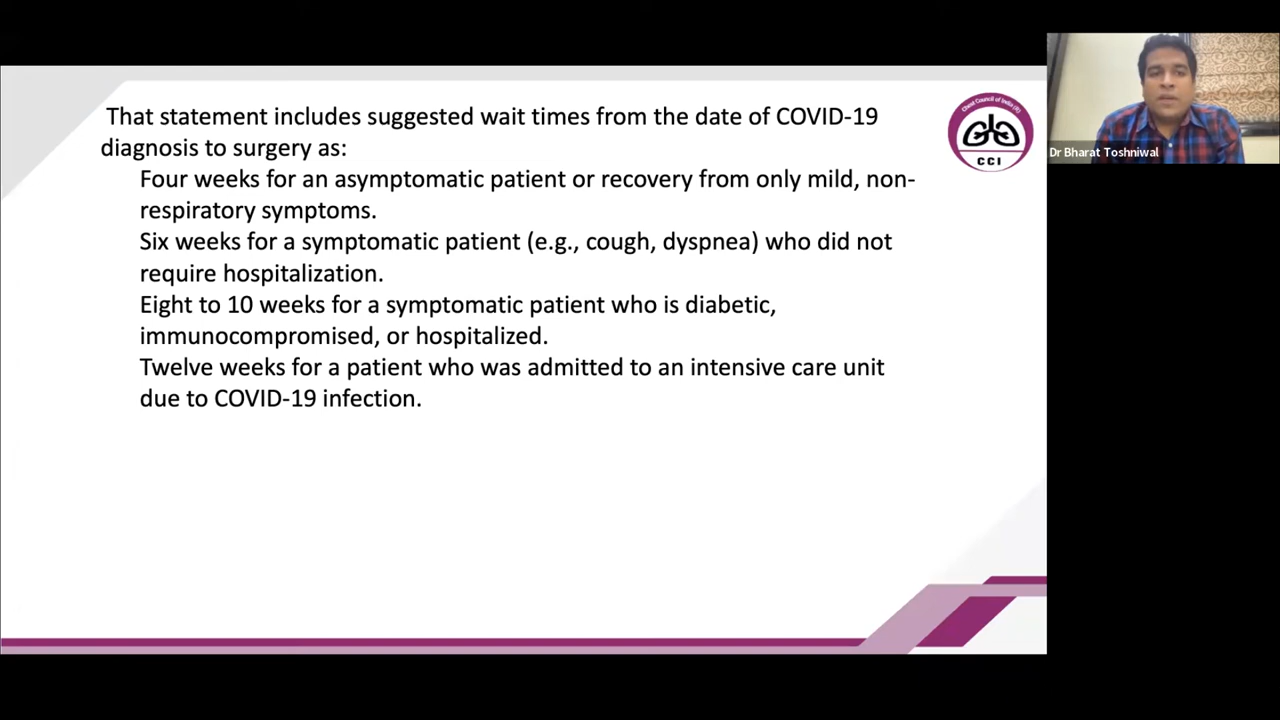 That statement includes suggested wait times from the date of COVID-19
diagnosis to surgery as:
Four weeks for an asymptomatic patient or recovery from only mild, non-
respiratory symptoms.
Six weeks for a symptomatic patient (e.g., cough, dyspnea) who did not
require hospitalization.
Eight to 10 weeks for a symptomatic patient who is diabetic,
immunocompromised, or hospitalized.
Twelve weeks for a patient who was admitted to an intensive care unit
due to COVID-19 infection.
Chest Council of India (R)
CCI
Dr Bharat Toshniwal